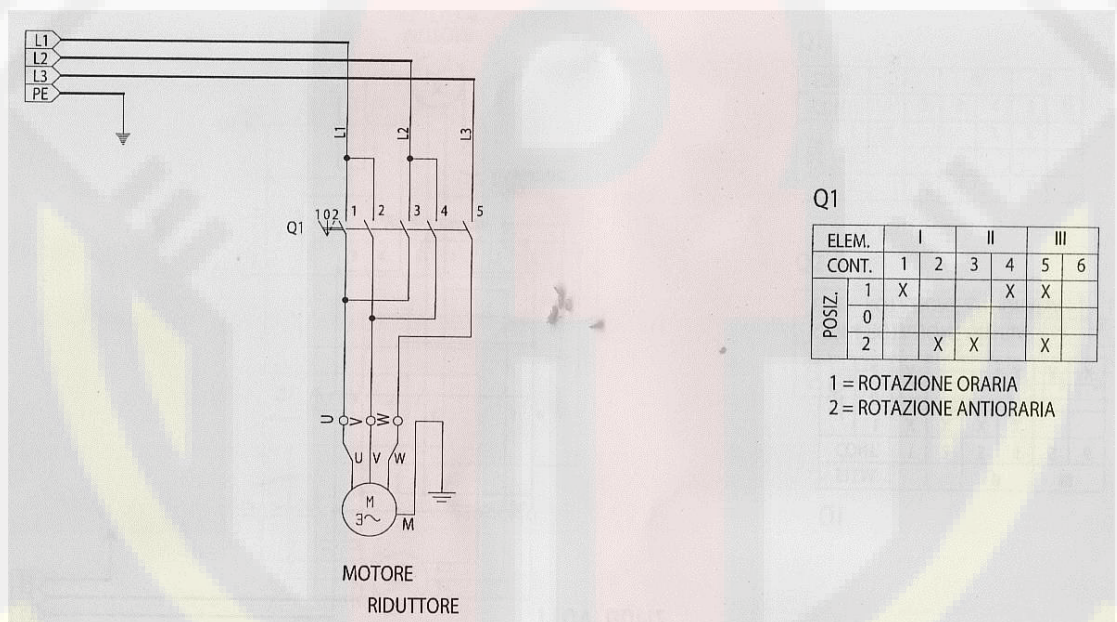 L1
L2
L3
PE
L1 L2 L3
Q1 1 0 2 1 2 3 4 5
U V W
U V W
M
3~
M
MOTORE
RIDUTTORE
Q1
ELEM. I II III
CONT. 1 2 3 4 5 6
POSIZ.
1 X X X
0
2 X X X
1 = ROTAZIONE ORARIA
2 = ROTAZIONE ANTIORARIA